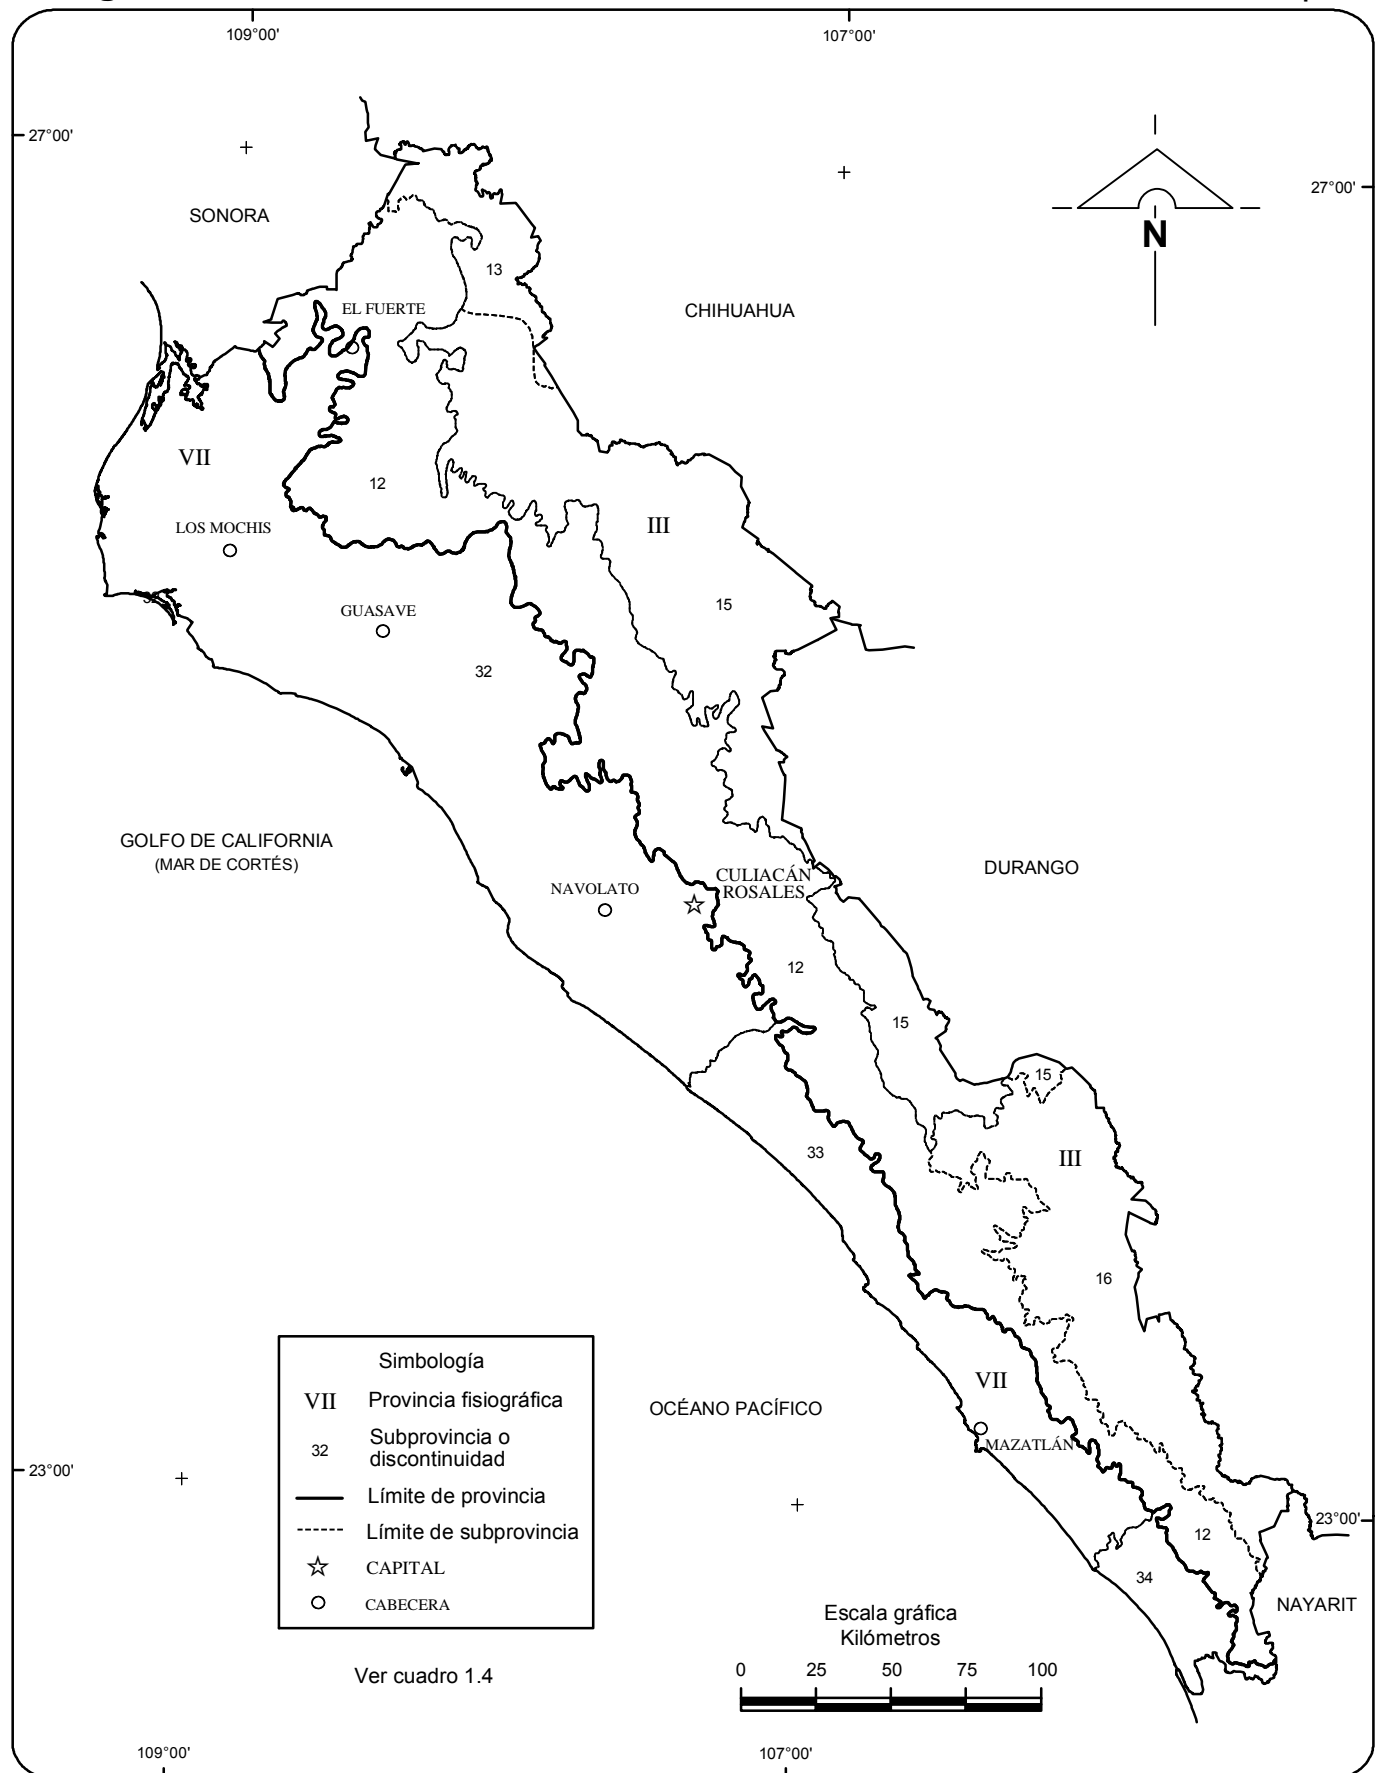 109°00'
107°00'
27°00'
27°00'
SONORA
N
13
EL FUERTE
CHIHUAHUA
VII
12
LOS MOCHIS
III
15
GUASAVE
32
GOLFO DE CALIFORNIA
(MAR DE CORTÉS)
DURANGO
CULIACÁN
ROSALES
NAVOLATO
12
15
15
33
III
16
VII
OCÉANO PACÍFICO
MAZATLÁN
Simbología
VII Provincia fisiográfica
32 Subprovincia o
discontinuidad
Límite de provincia
Límite de subprovincia
CAPITAL
CABECERA
23°00'
23°00'
12
34
NAYARIT
Escala gráfica
Kilómetros
0 25 50 75 100
Ver cuadro 1.4
109°00'
107°00'